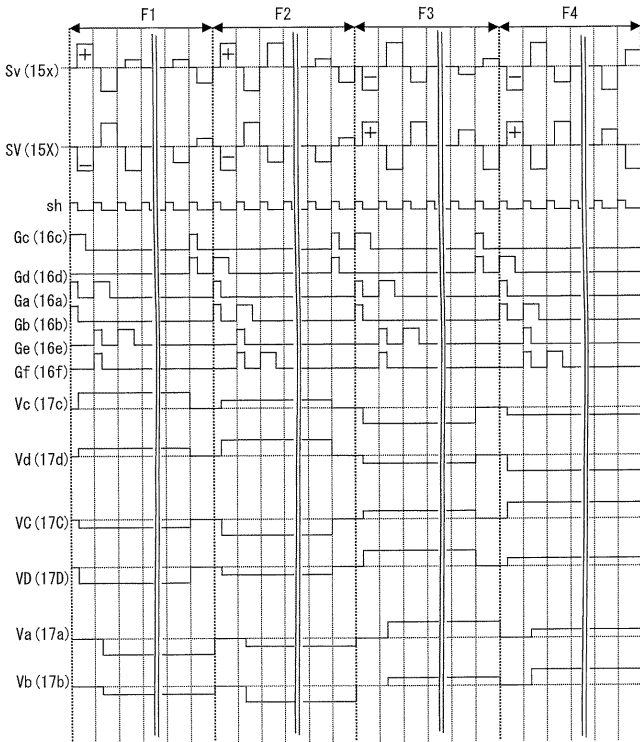 F1 F2 F3 F4
Sv(15x) + + − −
SV(15X) − − + +
sh
Gc(16c)
Gd(16d)
Ga(16a)
Gb(16b)
Ge(16e)
Gf(16f)
Vc(17c)
Vd(17d)
VC(17C)
VD(17D)
Va(17a)
Vb(17b)